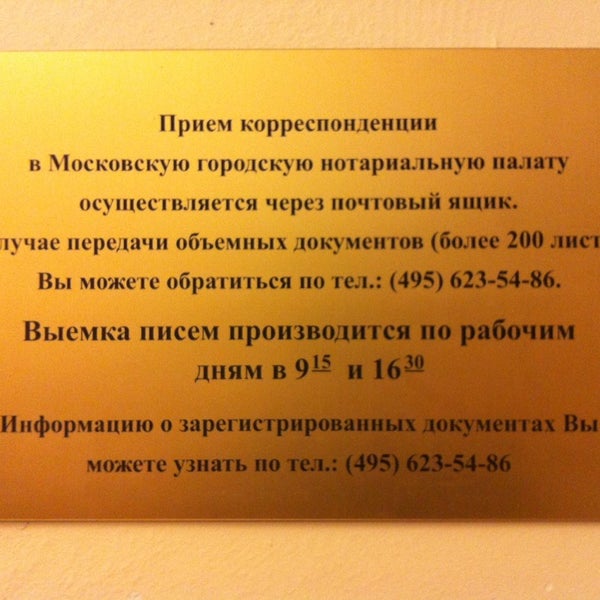 Прием корреспонденции
в Московскую городскую нотариальную палату
осуществляется через почтовый ящик.
лучае передачи объемных документов (более 200 лист
Вы можете обратиться по тел.: (495) 623-54-86.
Выемка писем производится по рабочим
дням в 9 15 и 16 30
Информацию о зарегистрированных документах Вы
можете узнать по тел.: (495) 623-54-86